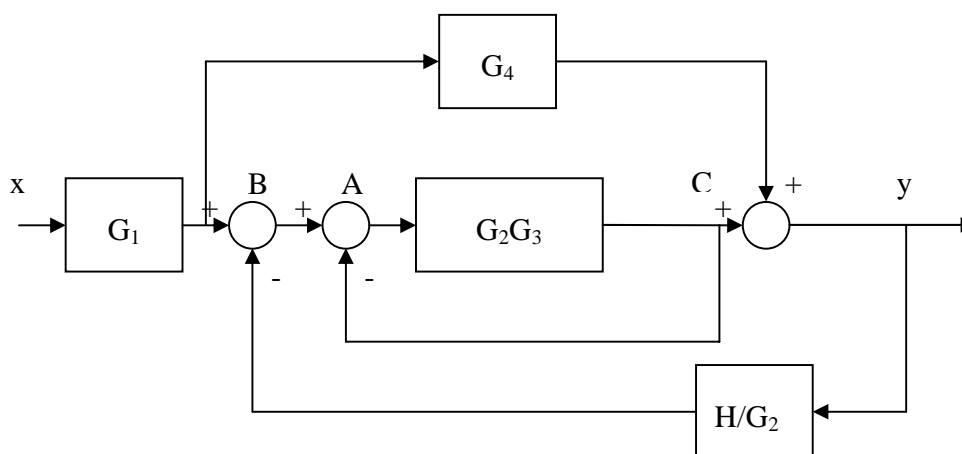 G₄
+
x
B
A
C
y
G₁
+
+
G₂G₃
+
-
-
H/G₂